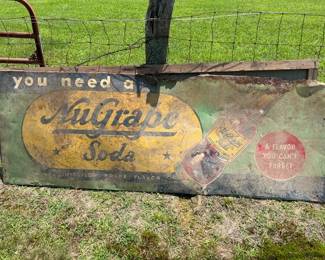 you need a
NuGrape
Soda
A FLAVOR
YOU CAN'T
FORGET